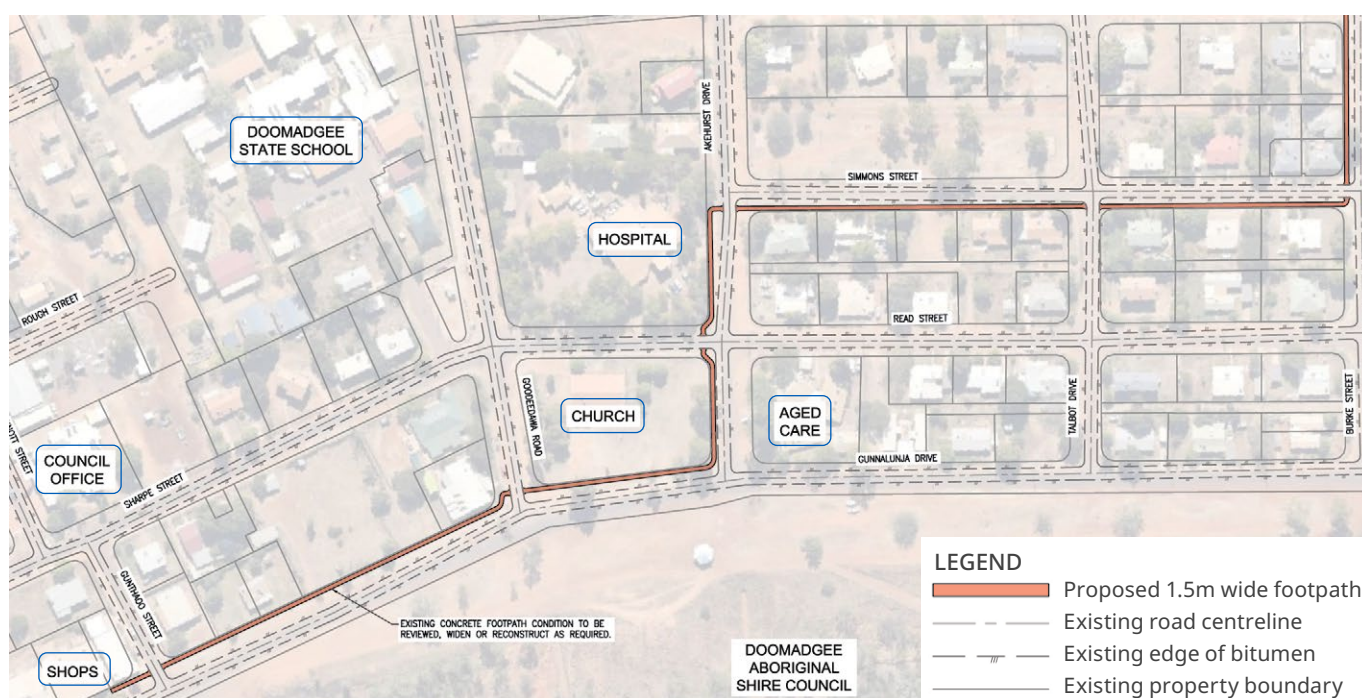 DOOMADGEE
STATE SCHOOL
AKEHURST DRIVE
SIMMONS STREET
HOSPITAL
ROUGH STREET
READ STREET
GOODEEDAWA ROAD
CHURCH
AGED
CARE
TALBOT DRIVE
BURKE STREET
COUNCIL
OFFICE
SHARPE STREET
GUNNALUNJA DRIVE
STREET
GUNTHADO STREET
EXISTING CONCRETE FOOTPATH CONDITION TO BE
REVIEWED, WIDEN OR RECONSTRUCT AS REQUIRED.
SHOPS
DOOMADGEE
ABORIGINAL
SHIRE COUNCIL
LEGEND
Proposed 1.5m wide footpath
Existing road centreline
Existing edge of bitumen
Existing property boundary